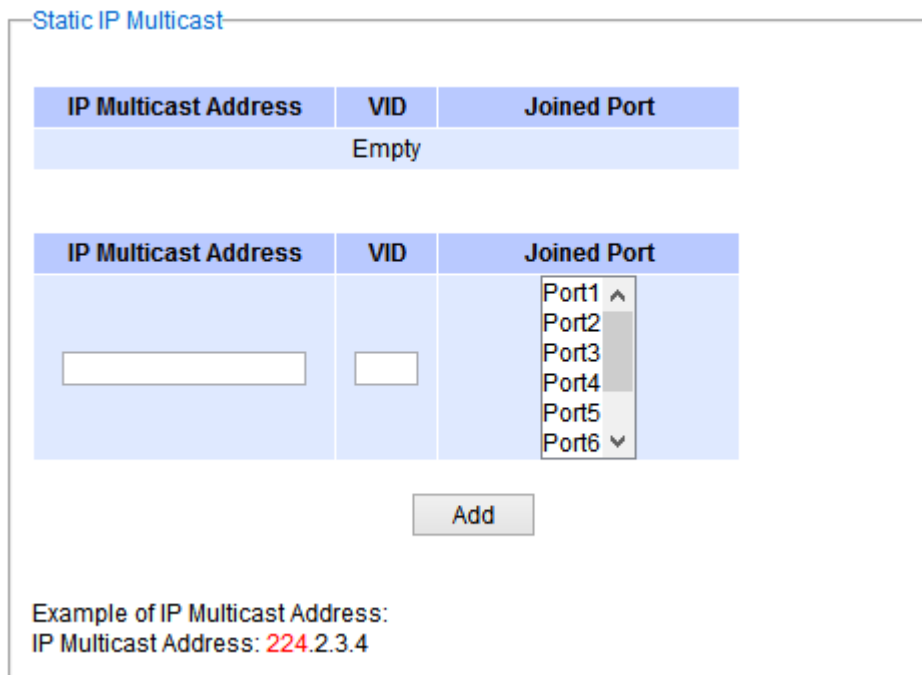 Static IP Multicast
IP Multicast Address VID Joined Port
Empty
IP Multicast Address VID Joined Port
Port1
Port2
Port3
Port4
Port5
Port6
Add
Example of IP Multicast Address:
IP Multicast Address: 224.2.3.4